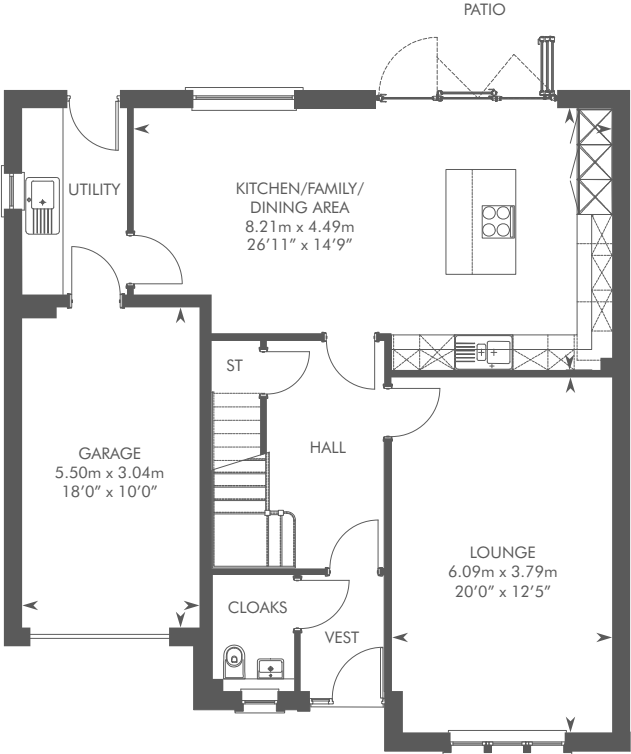 PATIO
UTILITY
KITCHEN/FAMILY/
DINING AREA
8.21m x 4.49m
26’11” x 14’9”
ST
HALL
GARAGE
5.50m x 3.04m
18’0” x 10’0”
LOUNGE
6.09m x 3.79m
20’0” x 12’5”
CLOAKS
VEST